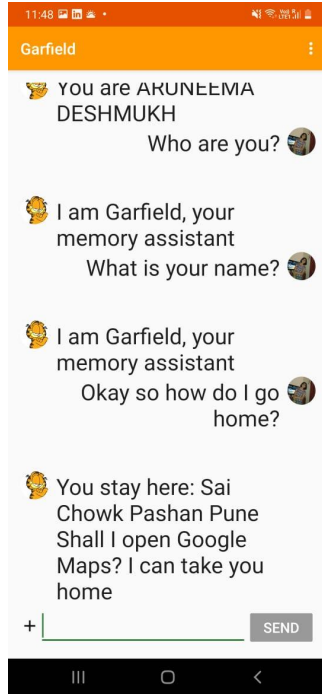 11:48
Garfield
You are ARUNEEMA
DESHMUKH
Who are you?
I am Garfield, your
memory assistant
What is your name?
I am Garfield, your
memory assistant
Okay so how do I go
home?
You stay here: Sai
Chowk Pashan Pune
Shall I open Google
Maps? I can take you
home
+
SEND